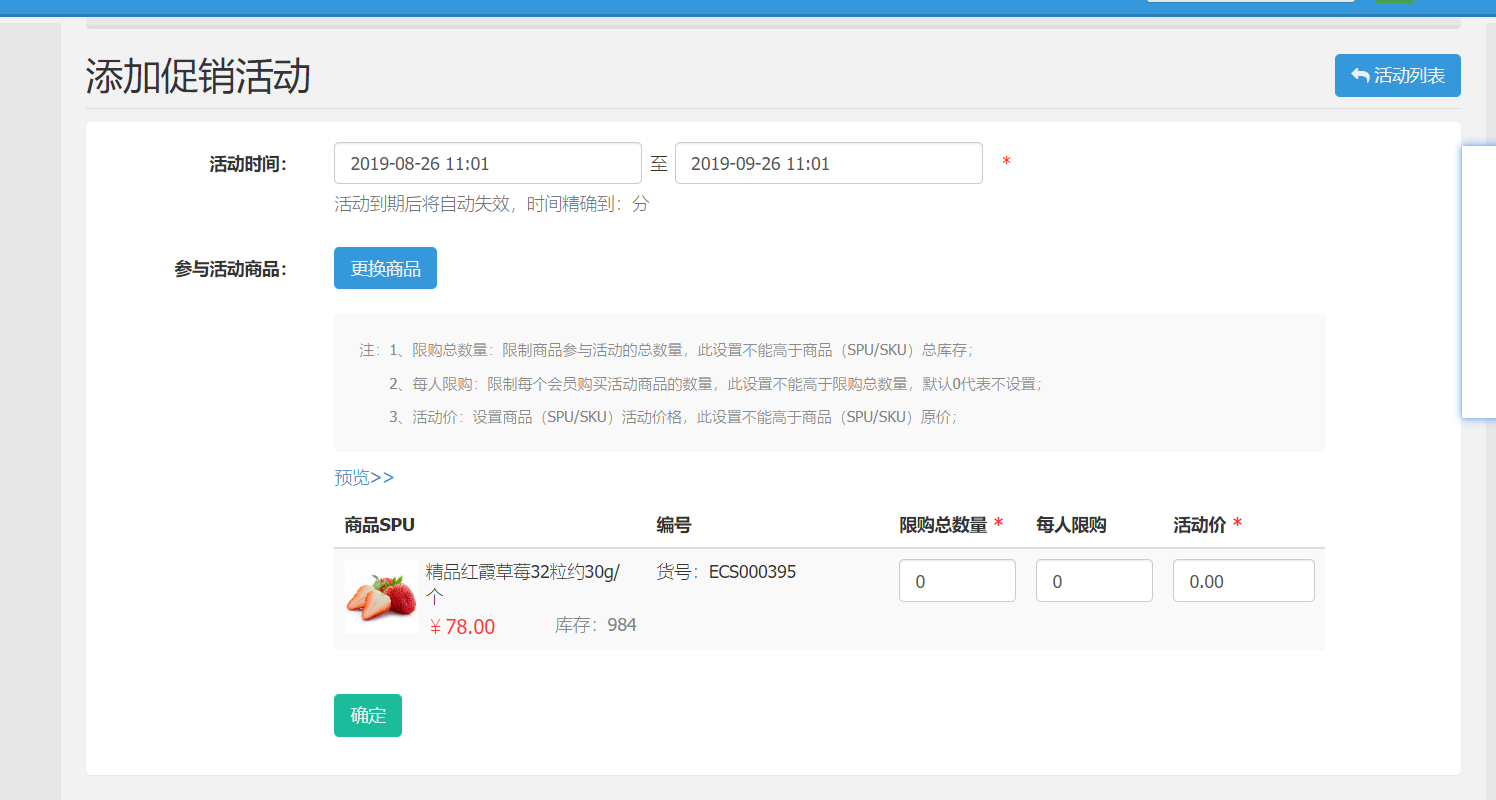 添加促销活动
活动列表
活动时间：
2019-08-26 11:01 至 2019-09-26 11:01 *
活动到期后将自动失效，时间精确到：分
参与活动商品：
更换商品
注：1、限购总数量：限制商品参与活动的总数量，此设置不能高于商品（SPU/SKU）总库存；
2、每人限购：限制每个会员购买活动商品的数量，此设置不能高于限购总数量，默认0代表不设置；
3、活动价：设置商品（SPU/SKU）活动价格，此设置不能高于商品（SPU/SKU）原价；
预览>>
商品SPU 编号 限购总数量 * 每人限购 活动价 *
精品红霞草莓32粒约30g/ 货号：ECS000395 0 0 0.00
个
￥78.00 库存：984
确定